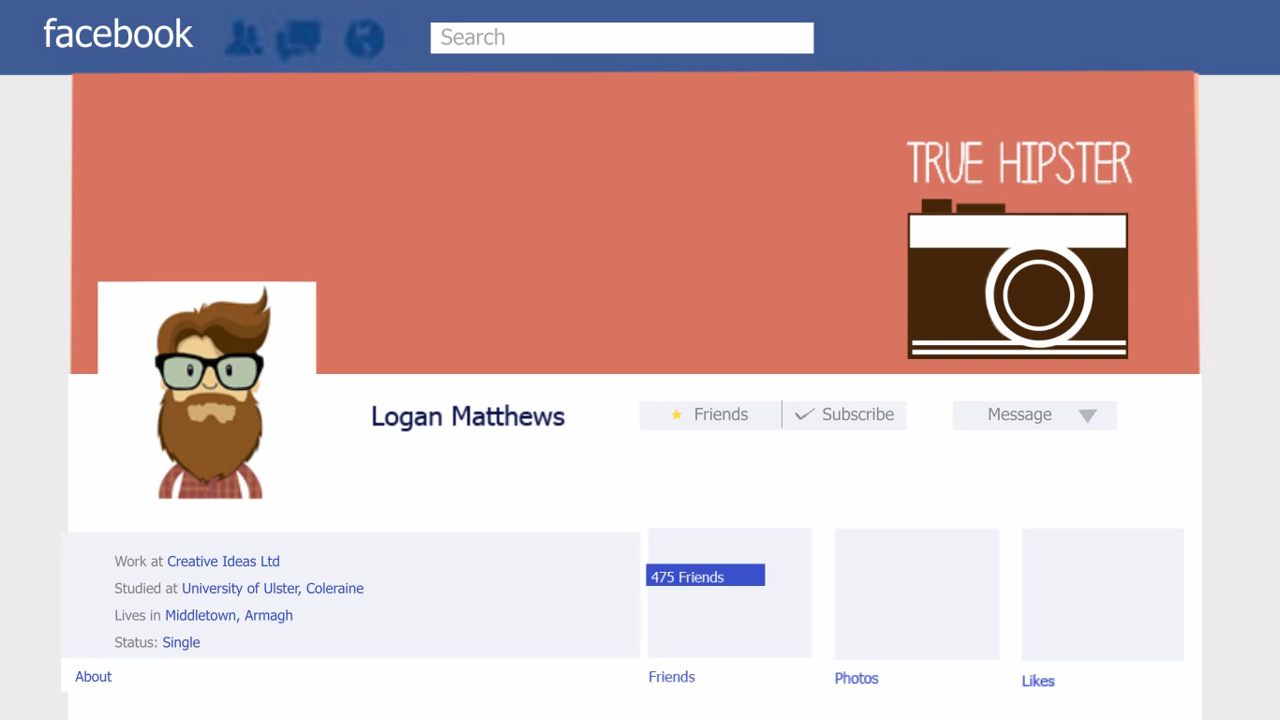 facebook
Search
TRUE HIPSTER
Logan Matthews
Friends
Subscribe
Message
Work at Creative Ideas Ltd
Studied at University of Ulster, Coleraine
Lives in Middletown, Armagh
Status: Single
475 Friends
About
Friends
Photos
Likes